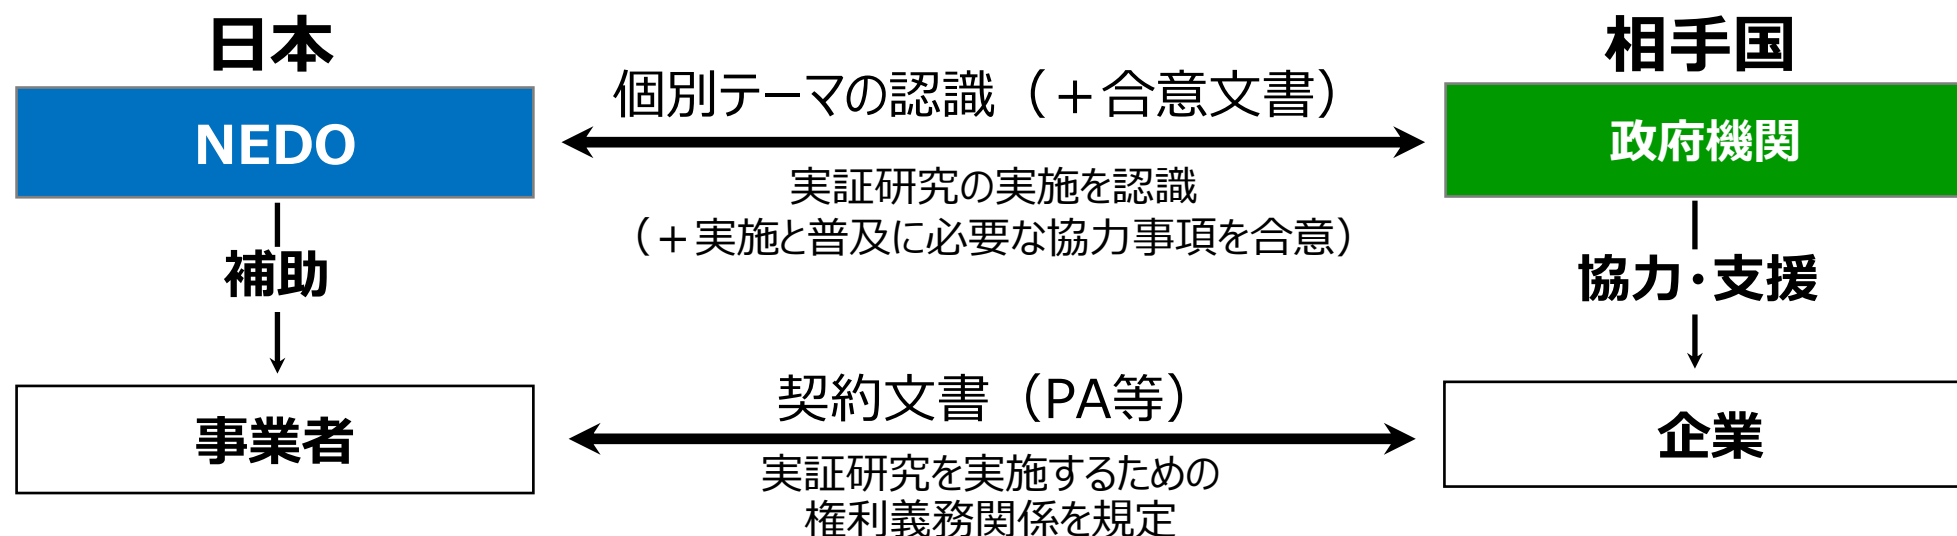 日本
相手国
NEDO
個別テーマの認識（＋合意文書）
政府機関
実証研究の実施を認識
（＋実施と普及に必要な協力事項を合意）
補助
協力・支援
事業者
契約文書（PA等）
企業
実証研究を実施するための
権利義務関係を規定